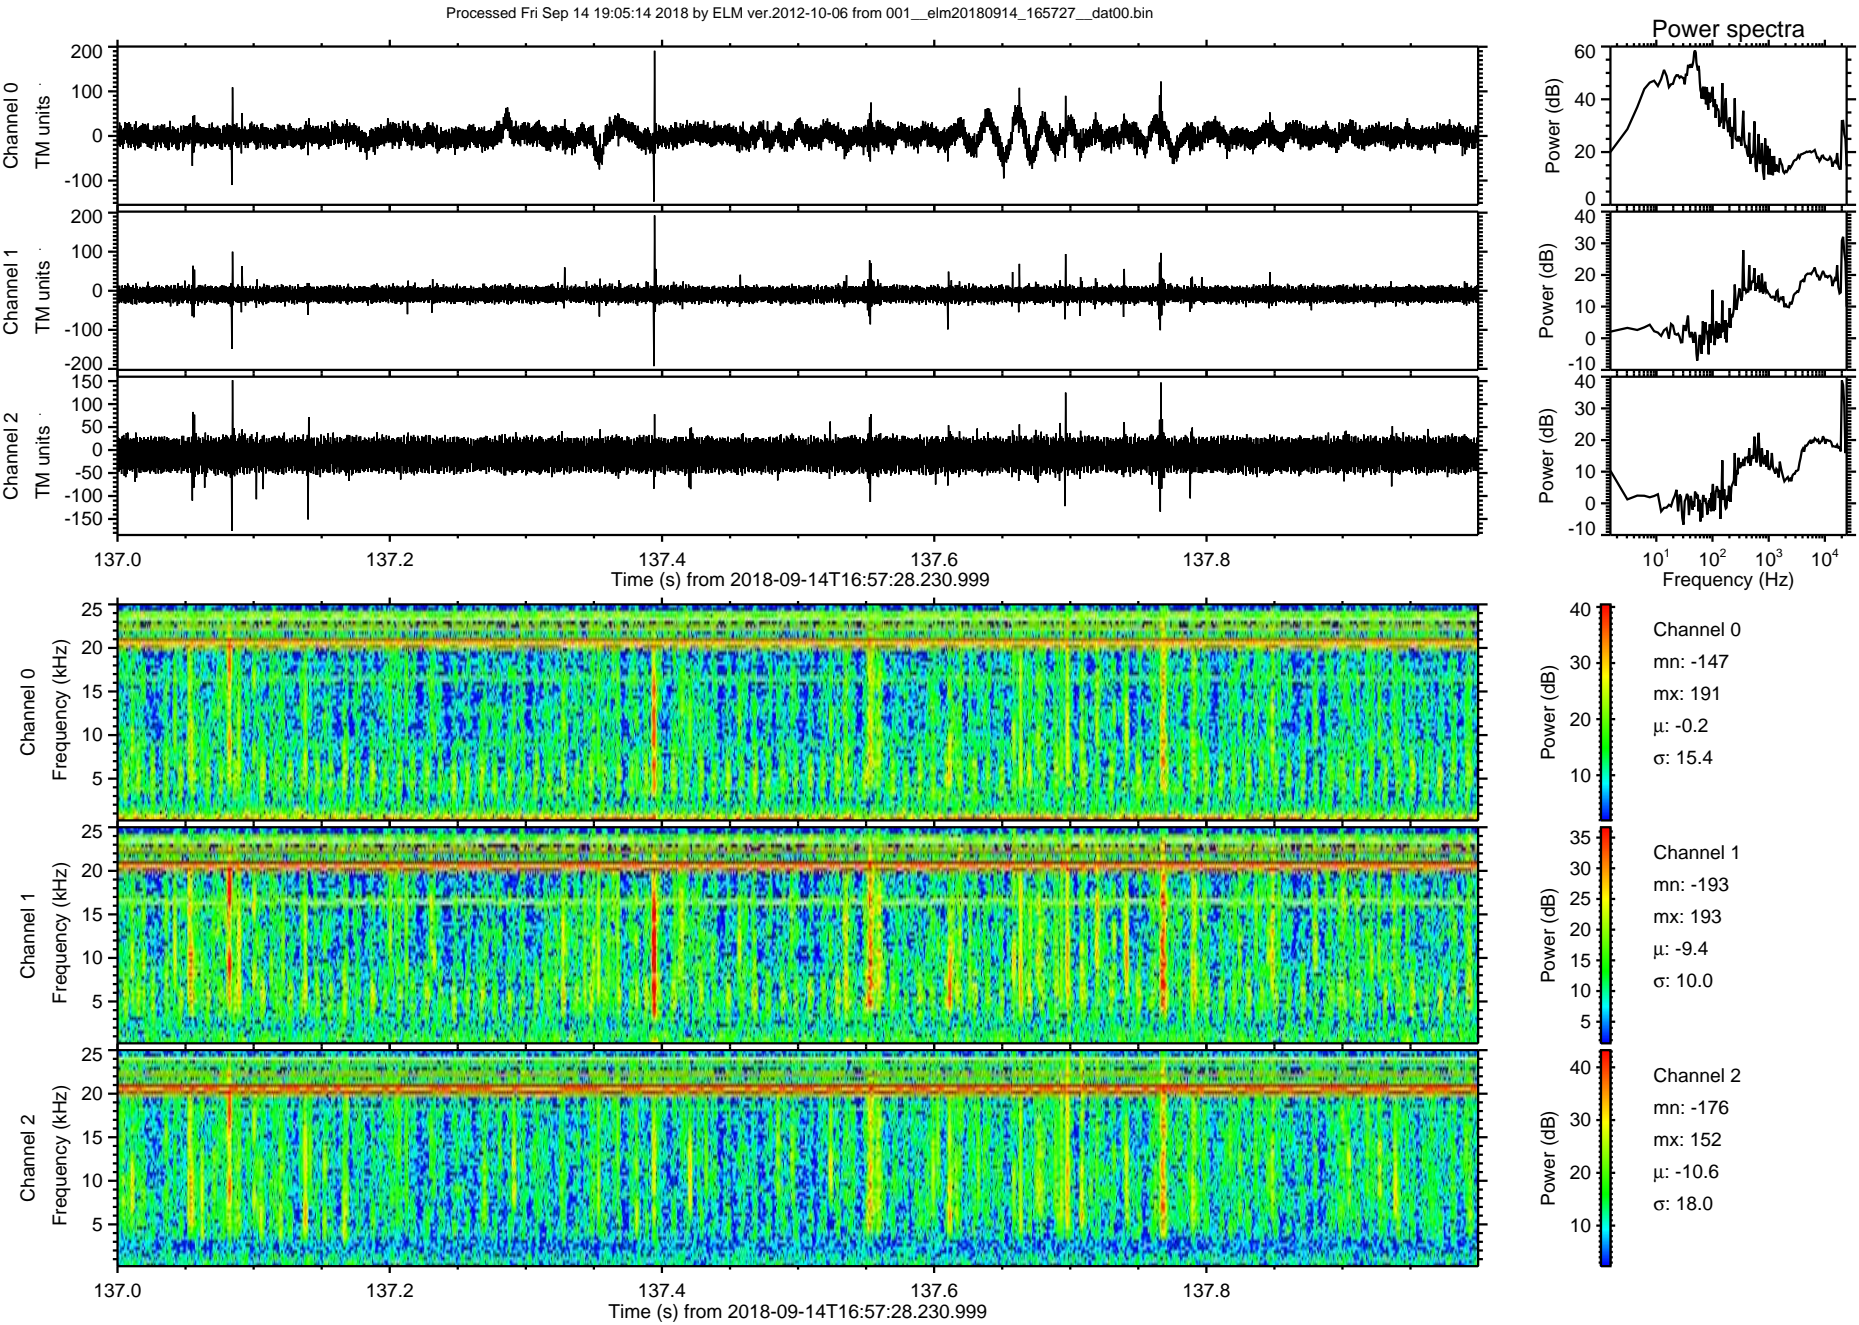 Processed Fri Sep 14 19:05:14 2018 by ELM ver.2012-10-06 from 001__elm20180914_165727__dat00.bin
Power spectra
Channel 0
TM units
200
100
0
-100
Power (dB)
60
40
20
0
Channel 1
TM units
200
100
0
-100
-200
Power (dB)
40
30
20
10
0
-10
Channel 2
TM units
150
100
50
0
-50
-100
-150
Power (dB)
40
30
20
10
0
-10
137.0 137.2 137.4 137.6 137.8
Time (s) from 2018-09-14T16:57:28.230.999
10¹ 10² 10³ 10⁴
Frequency (Hz)
Channel 0
Frequency (kHz)
25
20
15
10
5
Power (dB)
40
30
20
10
Channel 0
mn: -147
mx: 191
µ: -0.2
σ: 15.4
Channel 1
Frequency (kHz)
25
20
15
10
5
Power (dB)
35
30
25
20
15
10
5
Channel 1
mn: -193
mx: 193
µ: -9.4
σ: 10.0
Channel 2
Frequency (kHz)
25
20
15
10
5
Power (dB)
40
30
20
10
Channel 2
mn: -176
mx: 152
µ: -10.6
σ: 18.0
137.0 137.2 137.4 137.6 137.8
Time (s) from 2018-09-14T16:57:28.230.999